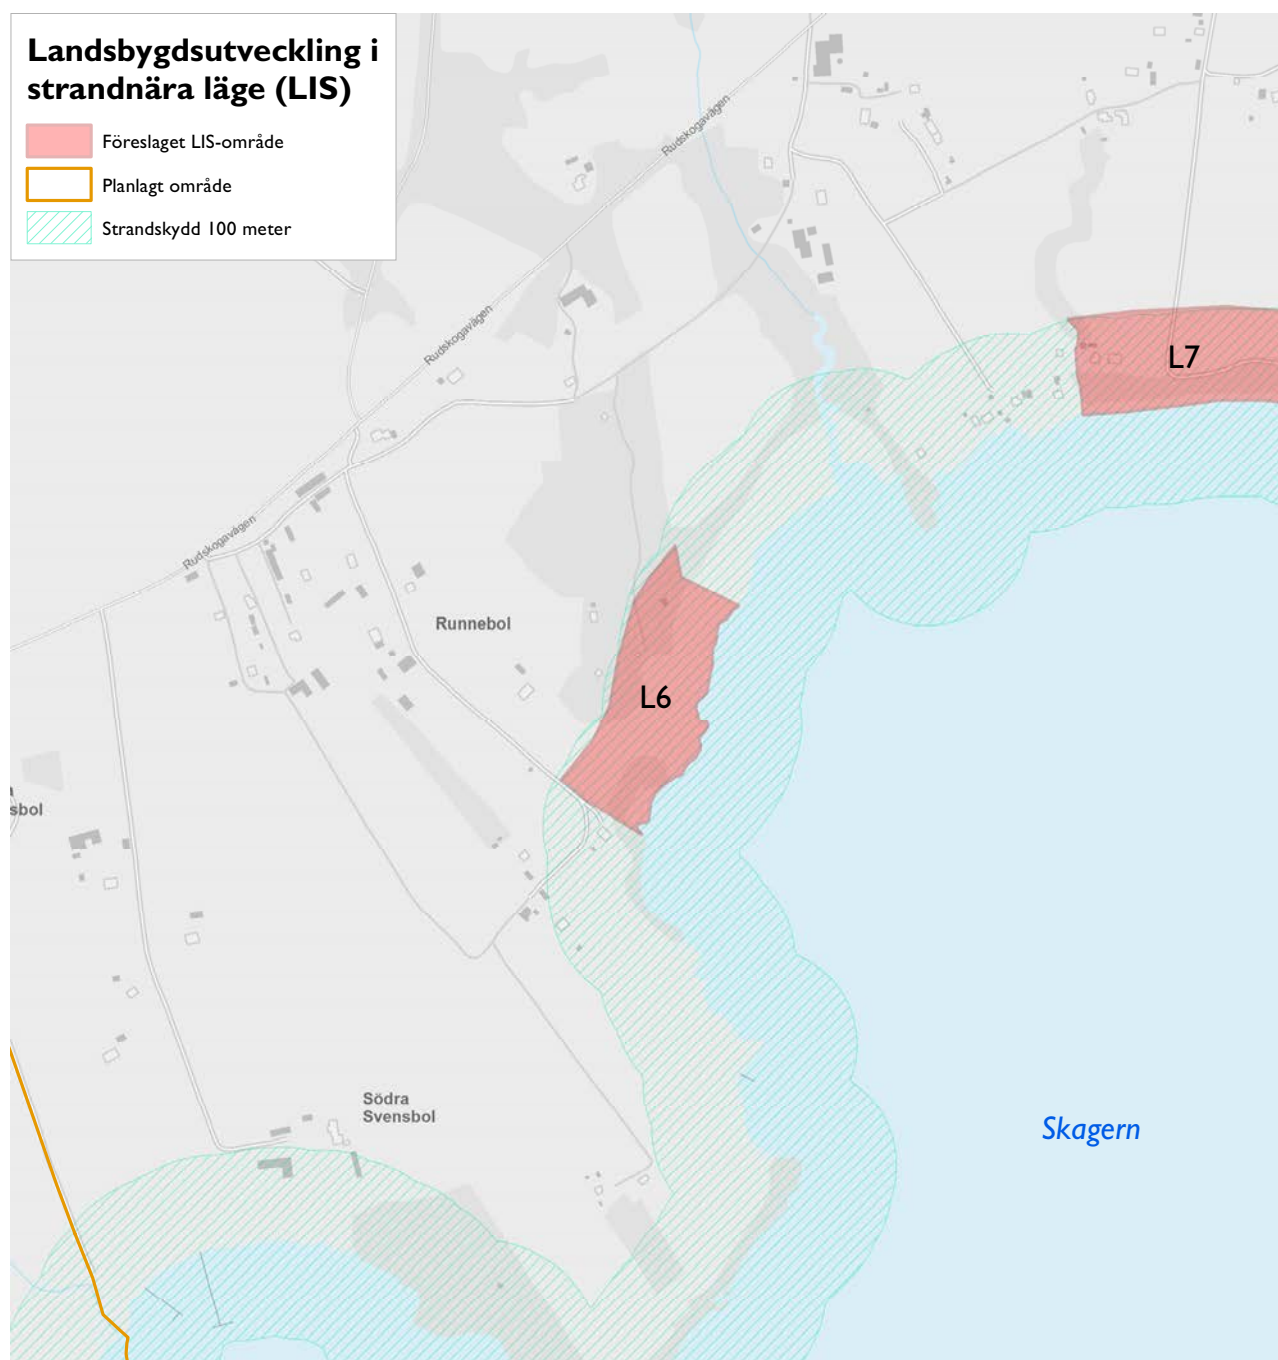 Landsbygdsutveckling i
strandnära läge (LIS)
Föreslaget LIS-område
Planlagt område
Strandskydd 100 meter
Rudskogavägen
Rudskogavägen
L7
Rudskogavägen
Runnebol
L6
sbol
Södra
Svensbol
Skagern